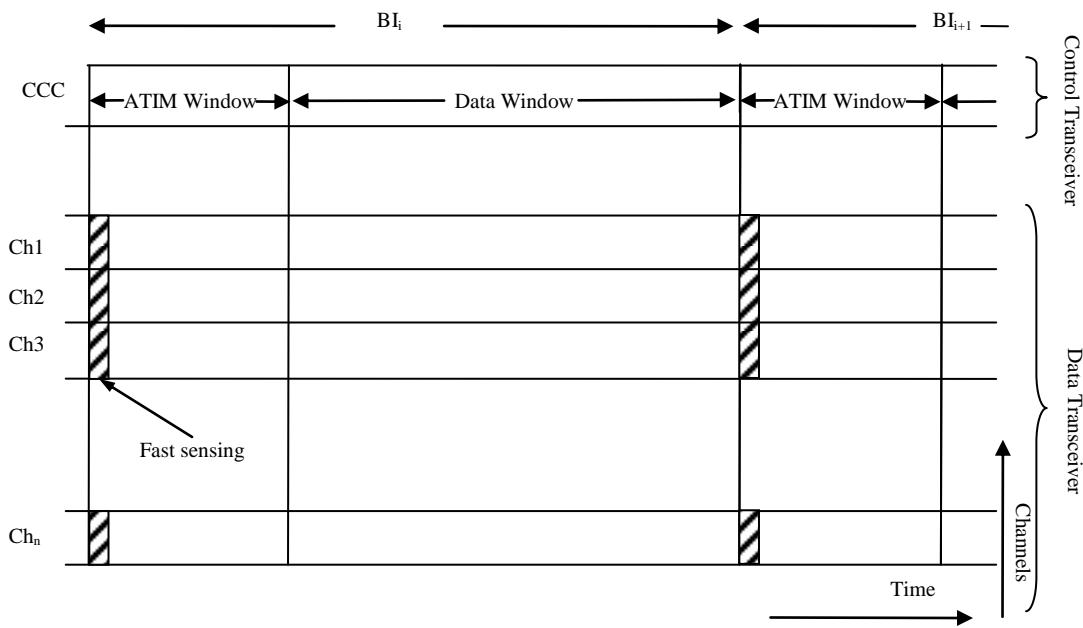 BIᵢ
BIᵢ₊₁
CCC
ATIM Window
Data Window
ATIM Window
Control Transceiver
Ch1
Ch2
Ch3
Fast sensing
Data Transceiver
Chₙ
Channels
Time